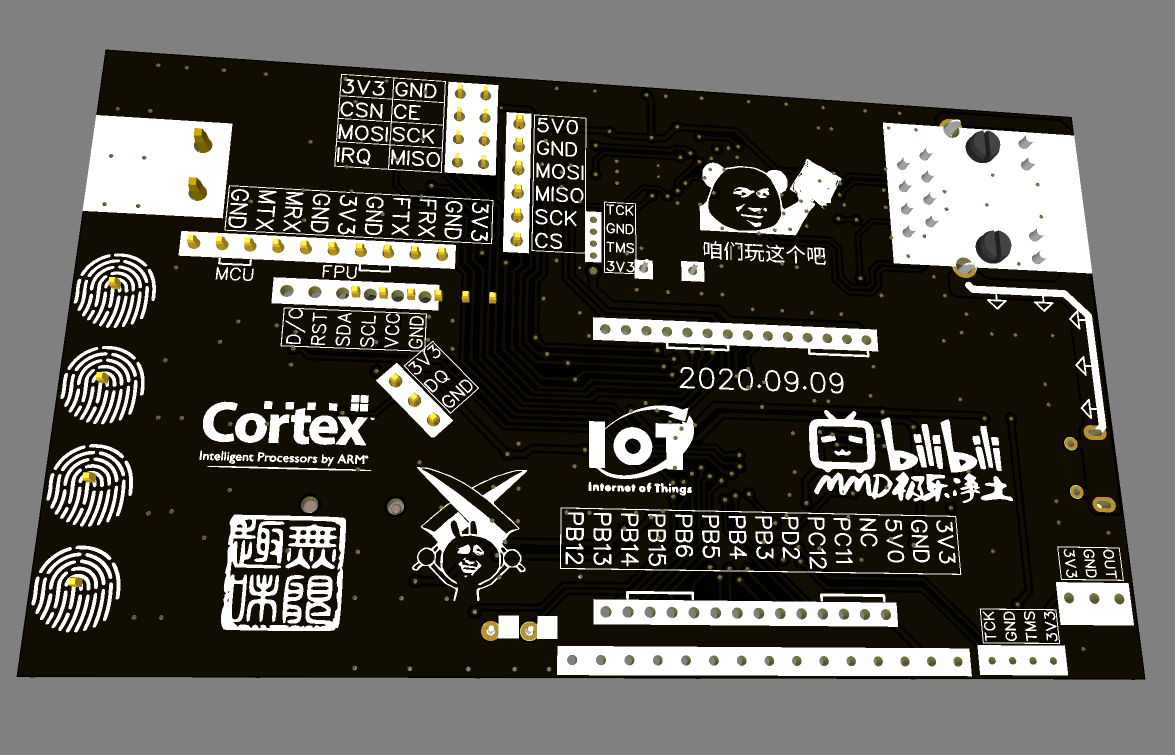 3V3 GND
CSN CE
MOSI SCK
IRQ MISO
5V0
GND
MOSI
MISO
SCK
CS
GND
MTX
MRX
GND
3V3
GND
FTX
FRX
GND
3V3
MCU
FPU
TCK
GND
TMS
3V3
咱们玩这个吧
D/C
RST
SDA
SCL
VCC
GND
3V3
DQ
GND
2020.09.09
Cortex
Intelligent Processors by ARM
IOT
Internet of Things
bilibili
MMD极乐净土
PB12
PB13
PB14
PB15
PB6
PB5
PB4
PB3
PD2
PC12
PC11
NC
5V0
GND
3V3
OUT
GND
3V3
TCK
GND
TMS
3V3